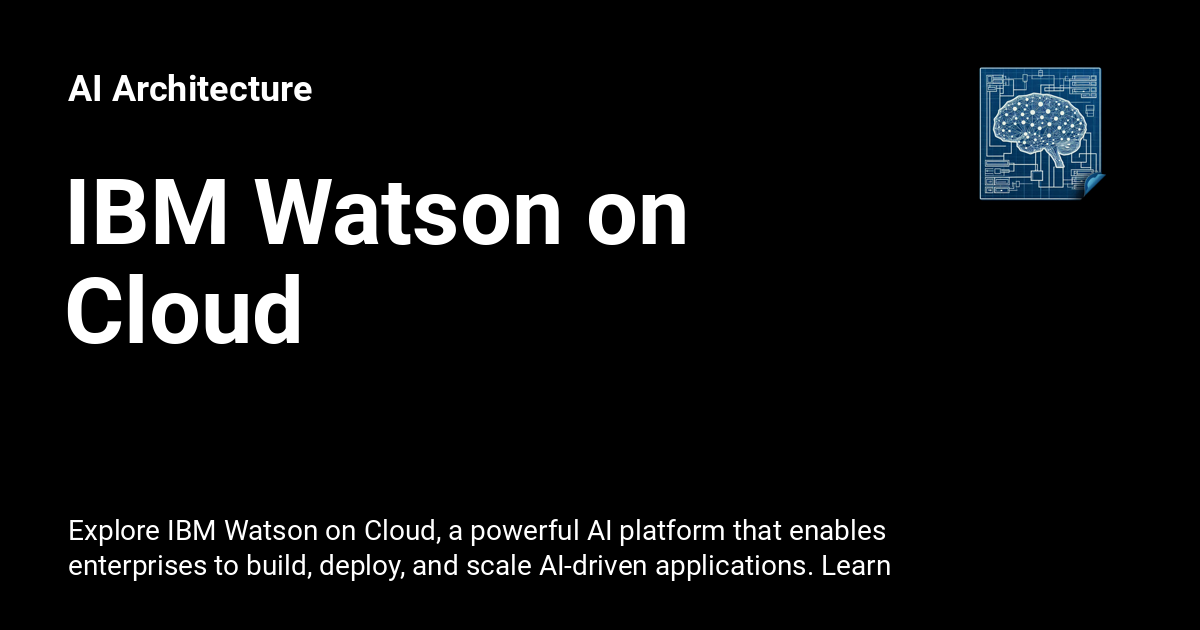 AI Architecture
IBM Watson on
Cloud
Explore IBM Watson on Cloud, a powerful AI platform that enables
enterprises to build, deploy, and scale AI-driven applications. Learn